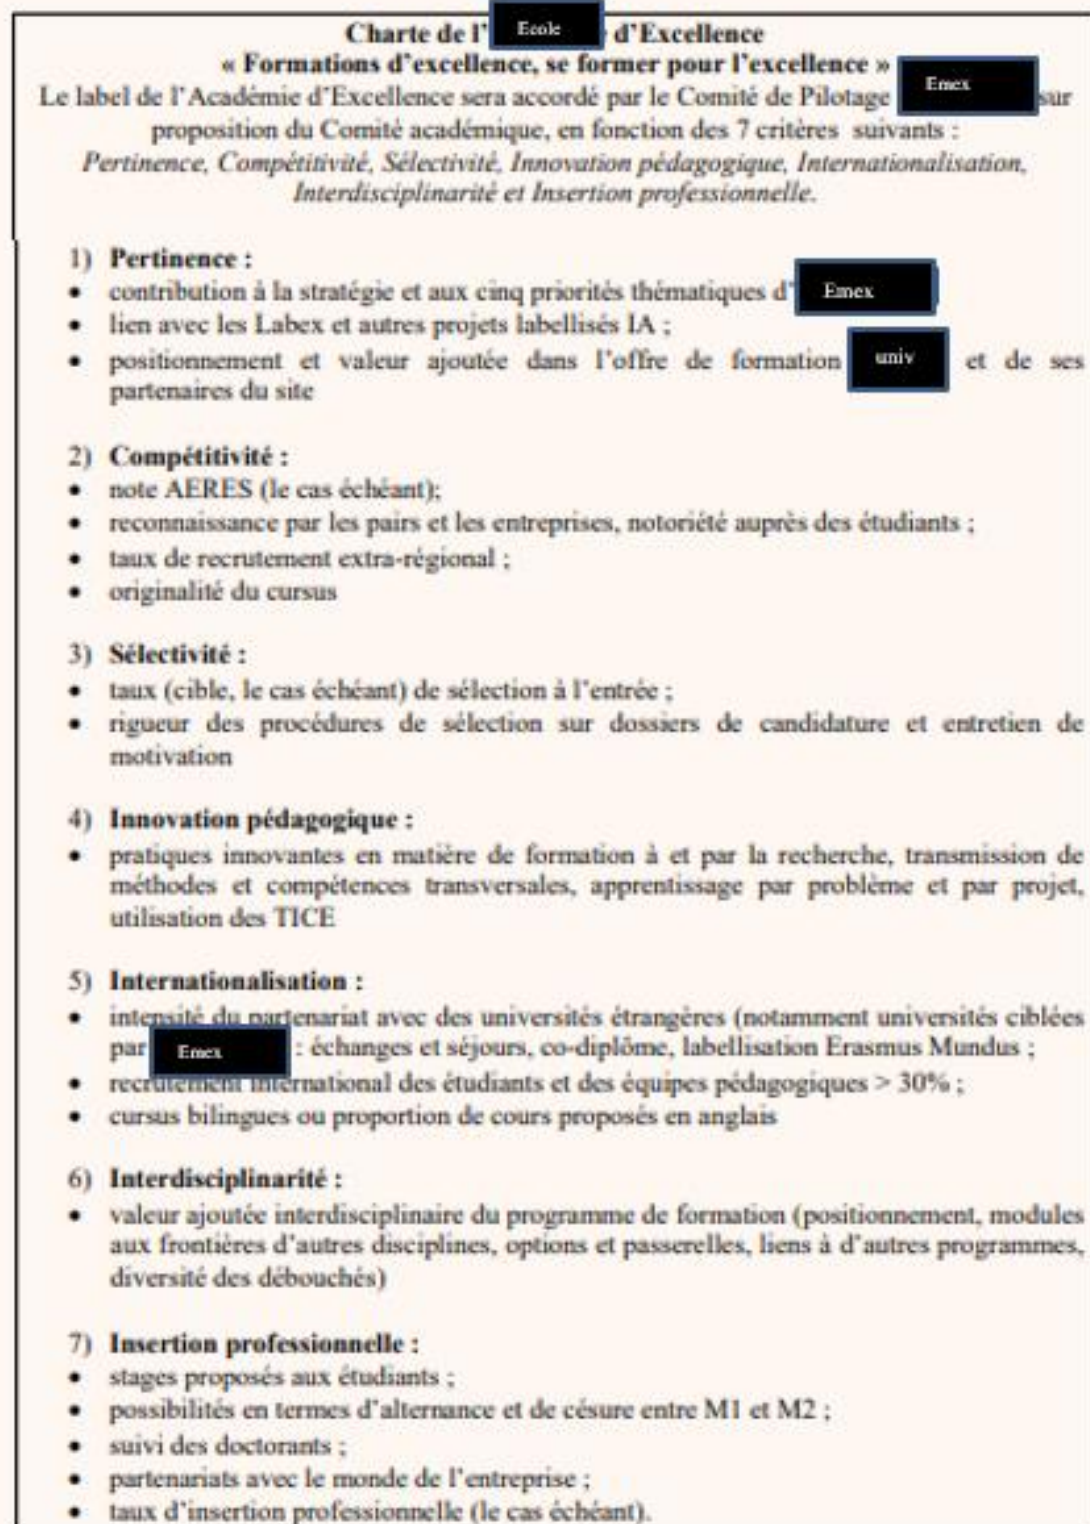 Charte de l' Ecole d'Excellence
« Formations d'excellence, se former pour l'excellence »
Le label de l'Académie d'Excellence sera accordé par le Comité de Pilotage Emex sur
proposition du Comité académique, en fonction des 7 critères suivants :
Pertinence, Compétitivité, Sélectivité, Innovation pédagogique, Internationalisation,
Interdisciplinarité et Insertion professionnelle.
1) Pertinence :
• contribution à la stratégie et aux cinq priorités thématiques d' Emex
• lien avec les Labex et autres projets labellisés IA ;
• positionnement et valeur ajoutée dans l'offre de formation univ et de ses
partenaires du site
2) Compétitivité :
• note AERES (le cas échéant);
• reconnaissance par les pairs et les entreprises, notoriété auprès des étudiants ;
• taux de recrutement extra-régional ;
• originalité du cursus
3) Sélectivité :
• taux (cible, le cas échéant) de sélection à l'entrée ;
• rigueur des procédures de sélection sur dossiers de candidature et entretien de
motivation
4) Innovation pédagogique :
• pratiques innovantes en matière de formation à et par la recherche, transmission de
méthodes et compétences transversales, apprentissage par problème et par projet,
utilisation des TICE
5) Internationalisation :
• intensité du partenariat avec des universités étrangères (notamment universités ciblées
par Emex : échanges et séjours, co-diplôme, labellisation Erasmus Mundus ;
• recrutement international des étudiants et des équipes pédagogiques > 30% ;
• cursus bilingues ou proportion de cours proposés en anglais
6) Interdisciplinarité :
• valeur ajoutée interdisciplinaire du programme de formation (positionnement, modules
aux frontières d'autres disciplines, options et passerelles, liens à d'autres programmes,
diversité des débouchés)
7) Insertion professionnelle :
• stages proposés aux étudiants ;
• possibilités en termes d'alternance et de césure entre M1 et M2 ;
• suivi des doctorants ;
• partenariats avec le monde de l'entreprise ;
• taux d'insertion professionnelle (le cas échéant).